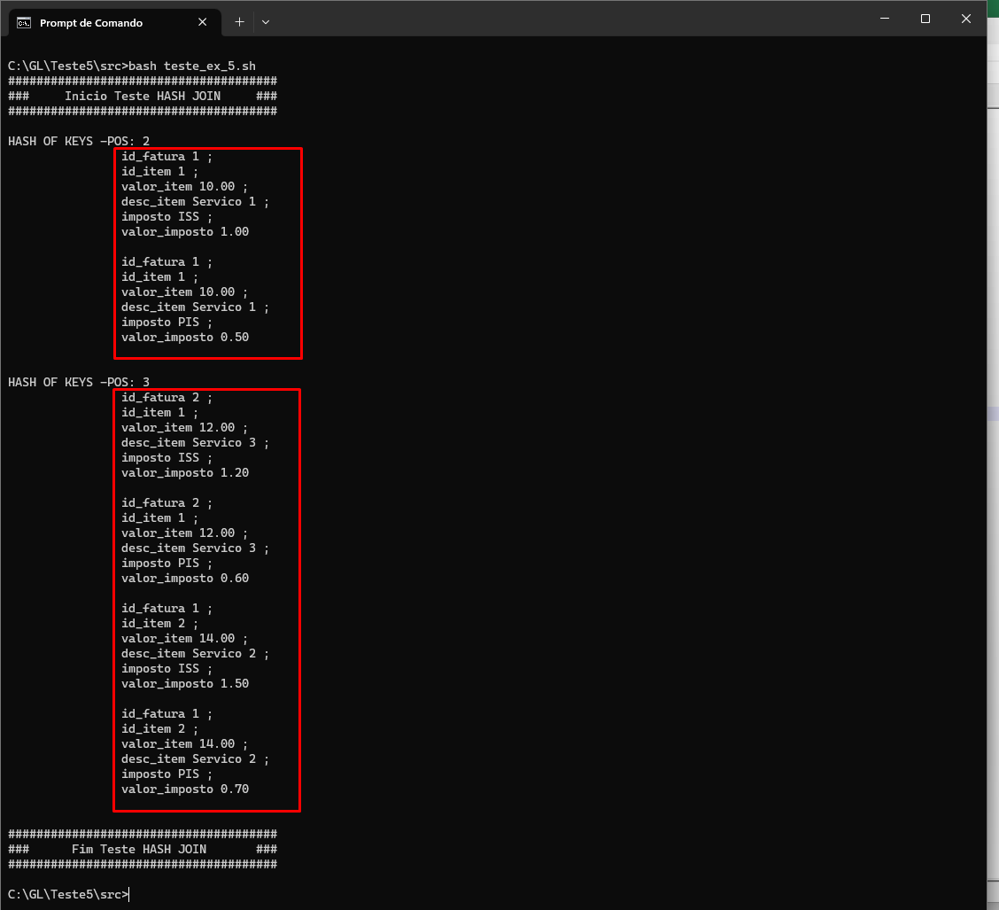 Prompt de Comando
C:\GL\Teste5\src>bash teste_ex_5.sh
######################################
###     Inicio Teste HASH JOIN     ###
######################################
HASH OF KEYS -POS: 2
id_fatura 1 ;
id_item 1 ;
valor_item 10.00 ;
desc_item Servico 1 ;
imposto ISS ;
valor_imposto 1.00
id_fatura 1 ;
id_item 1 ;
valor_item 10.00 ;
desc_item Servico 1 ;
imposto PIS ;
valor_imposto 0.50
HASH OF KEYS -POS: 3
id_fatura 2 ;
id_item 1 ;
valor_item 12.00 ;
desc_item Servico 3 ;
imposto ISS ;
valor_imposto 1.20
id_fatura 2 ;
id_item 1 ;
valor_item 12.00 ;
desc_item Servico 3 ;
imposto PIS ;
valor_imposto 0.60
id_fatura 1 ;
id_item 2 ;
valor_item 14.00 ;
desc_item Servico 2 ;
imposto ISS ;
valor_imposto 1.50
id_fatura 1 ;
id_item 2 ;
valor_item 14.00 ;
desc_item Servico 2 ;
imposto PIS ;
valor_imposto 0.70
######################################
###      Fim Teste HASH JOIN       ###
######################################
C:\GL\Teste5\src>